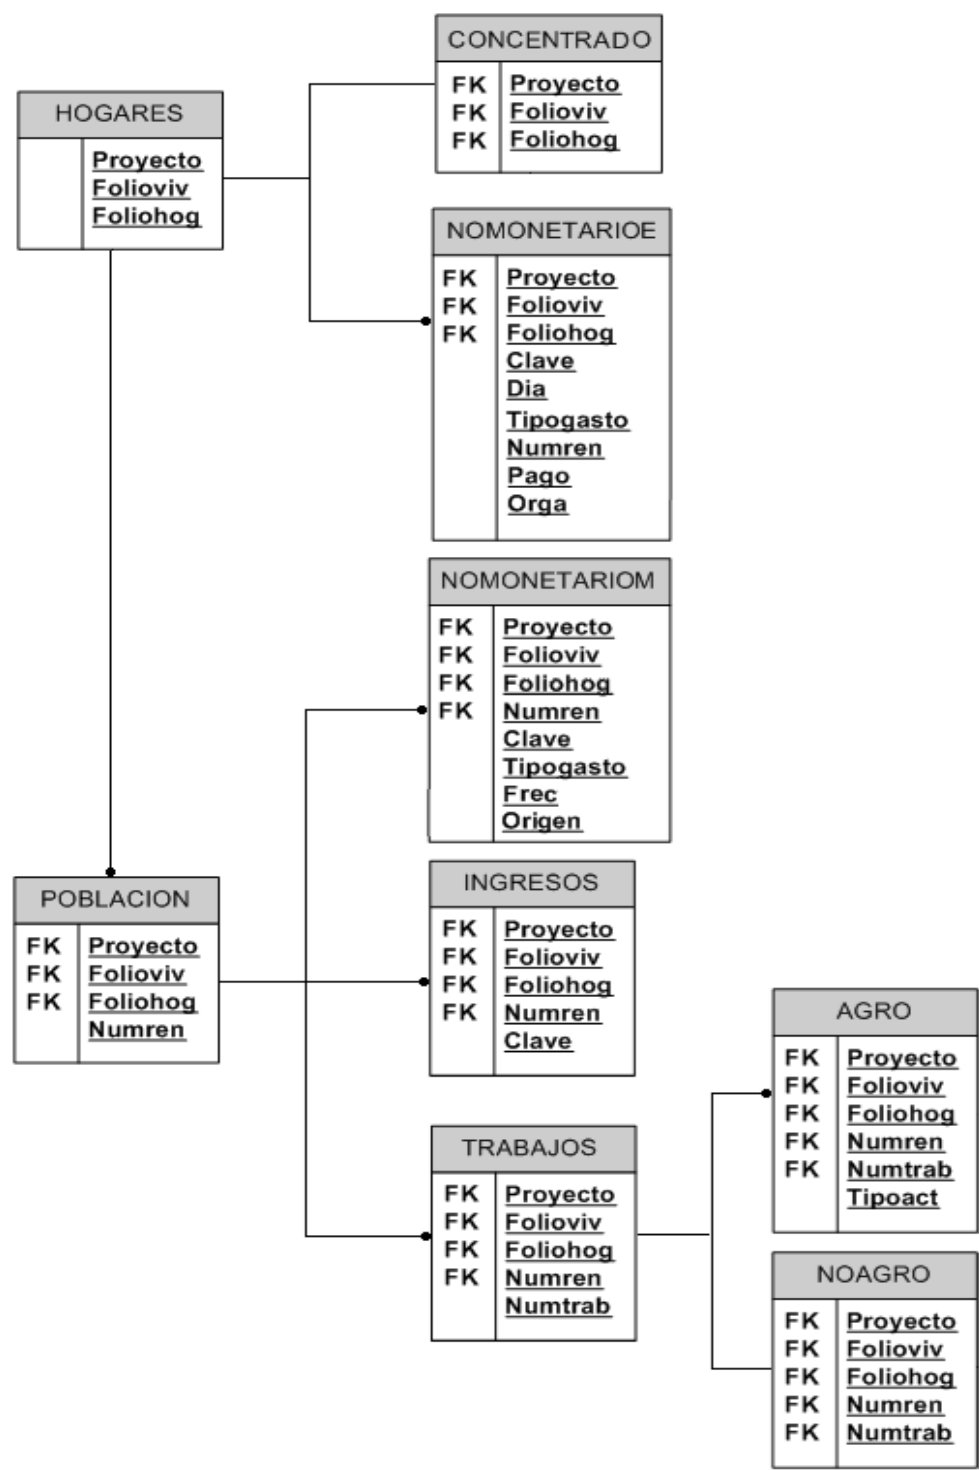 CONCENTRADO
FK Proyecto
FK Folioviv
FK Foliohog
HOGARES
Proyecto
Folioviv
Foliohog
NOMONETARIOE
FK Proyecto
FK Folioviv
FK Foliohog
Clave
Dia
Tipogasto
Numren
Pago
Orga
NOMONETARIOM
FK Proyecto
FK Folioviv
FK Foliohog
FK Numren
Clave
Tipogasto
Frec
Origen
POBLACION
FK Proyecto
FK Folioviv
FK Foliohog
Numren
INGRESOS
FK Proyecto
FK Folioviv
FK Foliohog
FK Numren
Clave
TRABAJOS
FK Proyecto
FK Folioviv
FK Foliohog
FK Numren
Numtrab
AGRO
FK Proyecto
FK Folioviv
FK Foliohog
FK Numren
FK Numtrab
Tipoact
NOAGRO
FK Proyecto
FK Folioviv
FK Foliohog
FK Numren
FK Numtrab